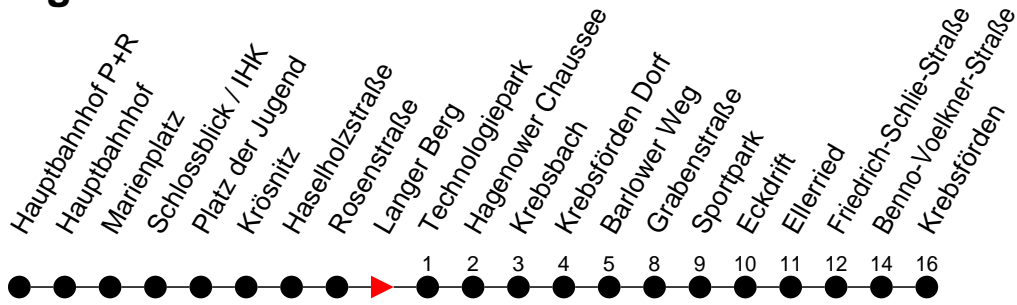 Hauptbahnhof P+R
Hauptbahnhof
Marienplatz
Schlossblick / IHK
Platz der Jugend
Krösnitz
Haselholzstraße
Rosenstraße
Langer Berg
Technologiepark
Hagenower Chaussee
Krebsbach
Krebsförden Dorf
Barlower Weg
Grabenstraße
Sportpark
Eckdrift
Ellerried
Friedrich-Schlie-Straße
Benno-Voelkner-Straße
Krebsförden
1 2 3 4 5 8 9 10 11 12 14 16